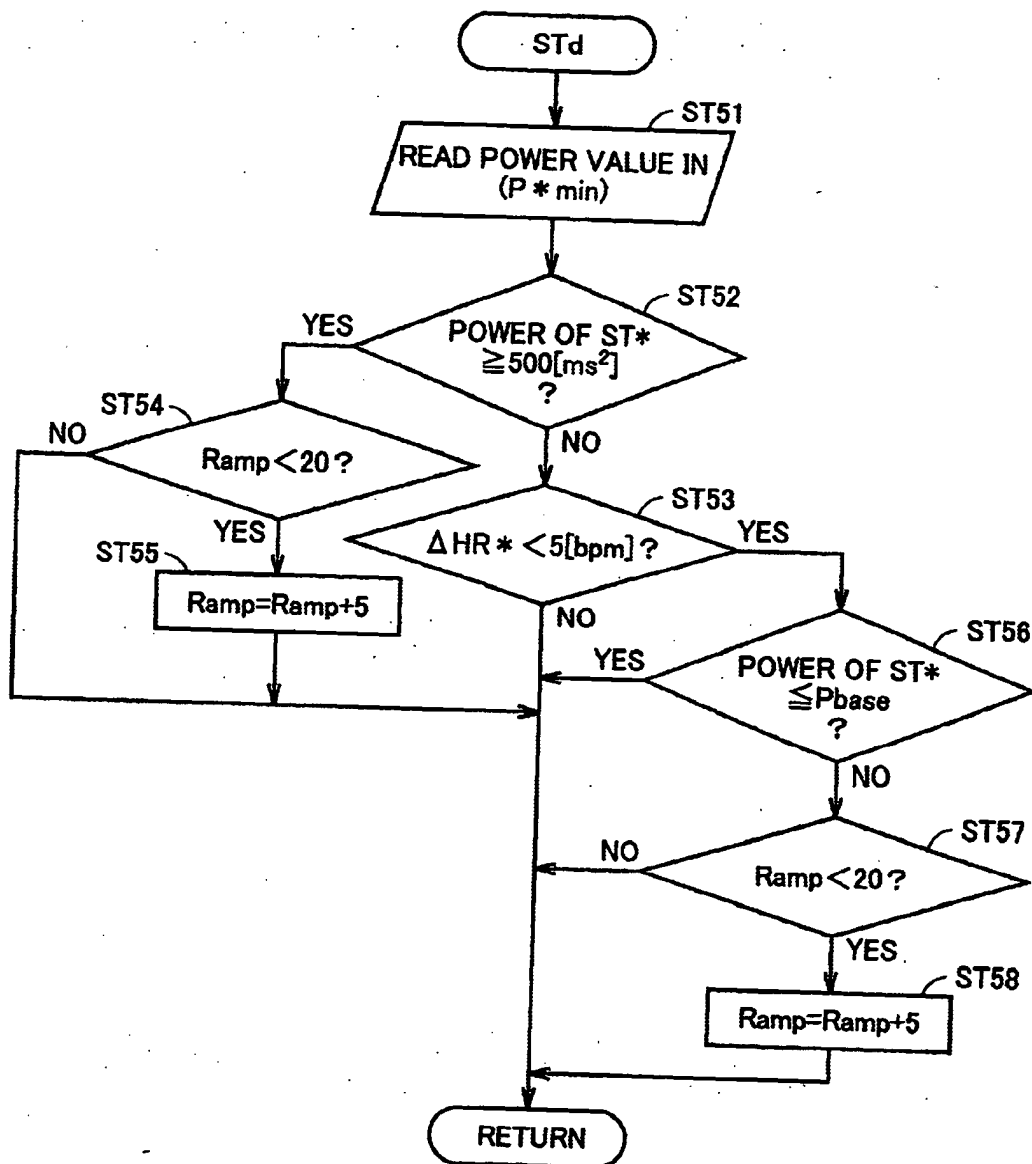 STd
ST51
READ POWER VALUE IN
(P * min)
ST52
YES
POWER OF ST*
≧500[ms²]
?
ST54
NO
NO
Ramp<20?
ST53
YES
ΔHR * <5[bpm]?
YES
ST55
Ramp=Ramp+5
NO
ST56
YES
POWER OF ST*
≦Pbase
?
NO
ST57
NO
Ramp<20?
YES
ST58
Ramp=Ramp+5
RETURN